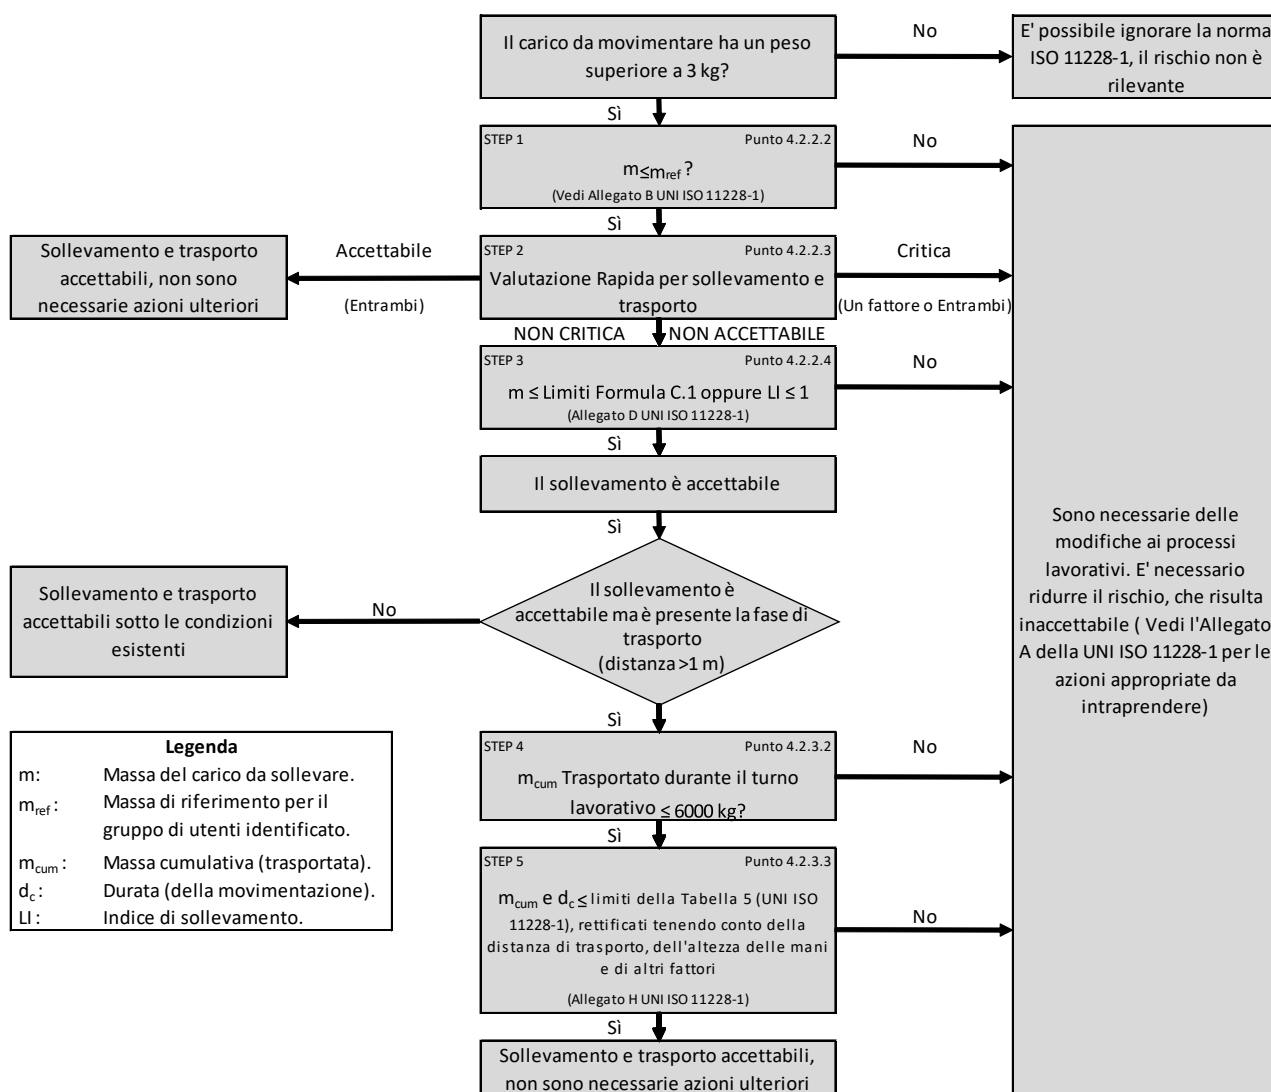 Il carico da movimentare ha un peso
superiore a 3 kg?
No
E' possibile ignorare la norma
ISO 11228-1, il rischio non è
rilevante
Sì
STEP 1 Punto 4.2.2.2
m≤mref ?
(Vedi Allegato B UNI ISO 11228-1)
No
Sì
Sollevamento e trasporto
accettabili, non sono
necessarie azioni ulteriori
Accettabile
(Entrambi)
STEP 2 Punto 4.2.2.3
Valutazione Rapida per sollevamento e
trasporto
Critica
(Un fattore o Entrambi)
NON CRITICA NON ACCETTABILE
STEP 3 Punto 4.2.2.4
m ≤ Limiti Formula C.1 oppure LI ≤ 1
(Allegato D UNI ISO 11228-1)
No
Sì
Il sollevamento è accettabile
Sì
Il sollevamento è
accettabile ma è presente la fase di
trasporto
(distanza >1 m)
No
Sollevamento e trasporto
accettabili sotto le condizioni
esistenti
Sono necessarie delle
modifiche ai processi
lavorativi. E' necessario
ridurre il rischio, che risulta
inaccettabile ( Vedi l'Allegato
A della UNI ISO 11228-1 per le
azioni appropriate da
intraprendere)
Sì
STEP 4 Punto 4.2.3.2
mcum Trasportato durante il turno
lavorativo ≤ 6000 kg?
No
Sì
STEP 5 Punto 4.2.3.3
mcum e dc ≤ limiti della Tabella 5 (UNI ISO
11228-1), rettificati tenendo conto della
distanza di trasporto, dell'altezza delle mani
e di altri fattori
(Allegato H UNI ISO 11228-1)
No
Sì
Sollevamento e trasporto accettabili,
non sono necessarie azioni ulteriori
Legenda
m: Massa del carico da sollevare.
mref : Massa di riferimento per il
gruppo di utenti identificato.
mcum : Massa cumulativa (trasportata).
dc : Durata (della movimentazione).
LI : Indice di sollevamento.